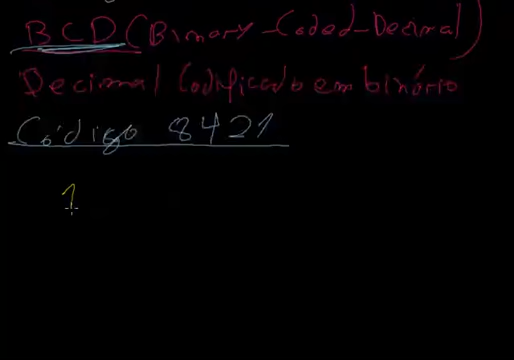 BCD (Binary-Coded-Decimal)
Decimal Codificado em binário
Código 8421
1